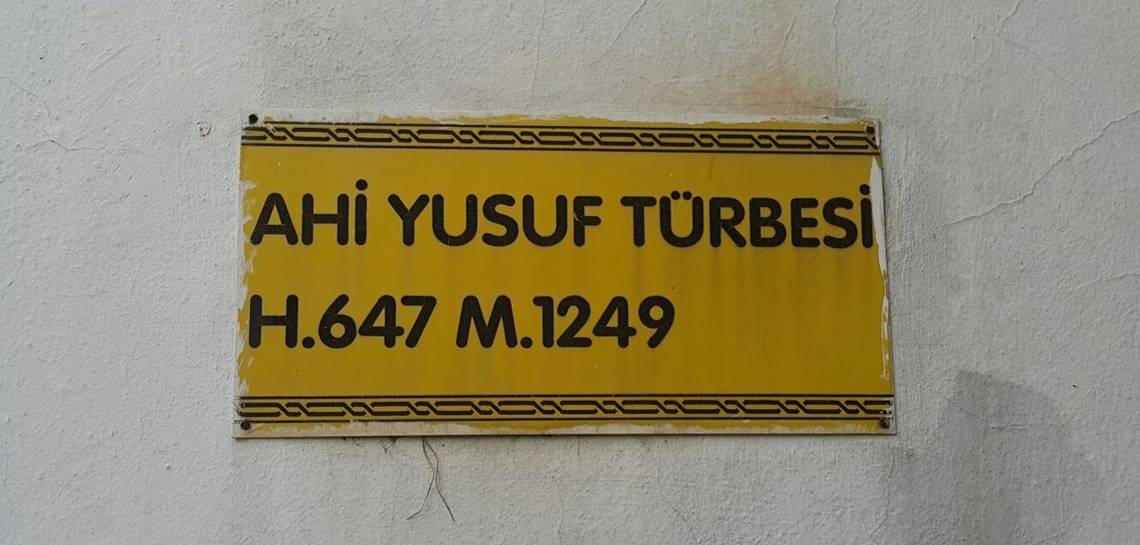 AHİ YUSUF TÜRBESİ
H.647 M.1249